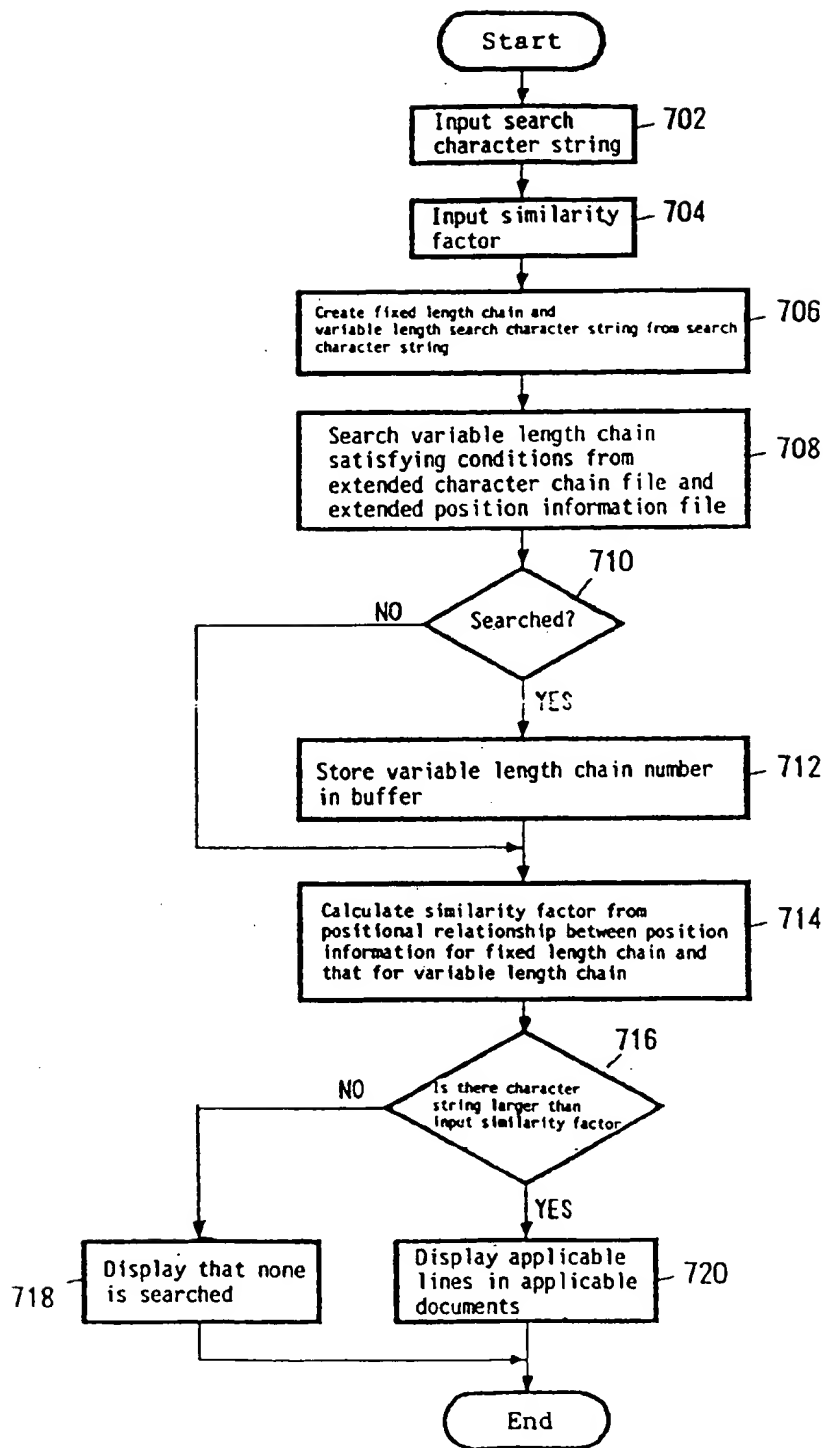 Start
Input search
character string
702
Input similarity
factor
704
Create fixed length chain and
variable length search character string from search
character string
706
Search variable length chain
satisfying conditions from
extended character chain file and
extended position information file
708
710
Searched?
NO
YES
Store variable length chain number
in buffer
712
Calculate similarity factor from
positional relationship between position
information for fixed length chain and
that for variable length chain
714
716
Is there character
string larger than
input similarity factor
NO
YES
Display that none
is searched
718
Display applicable
lines in applicable
documents
720
End